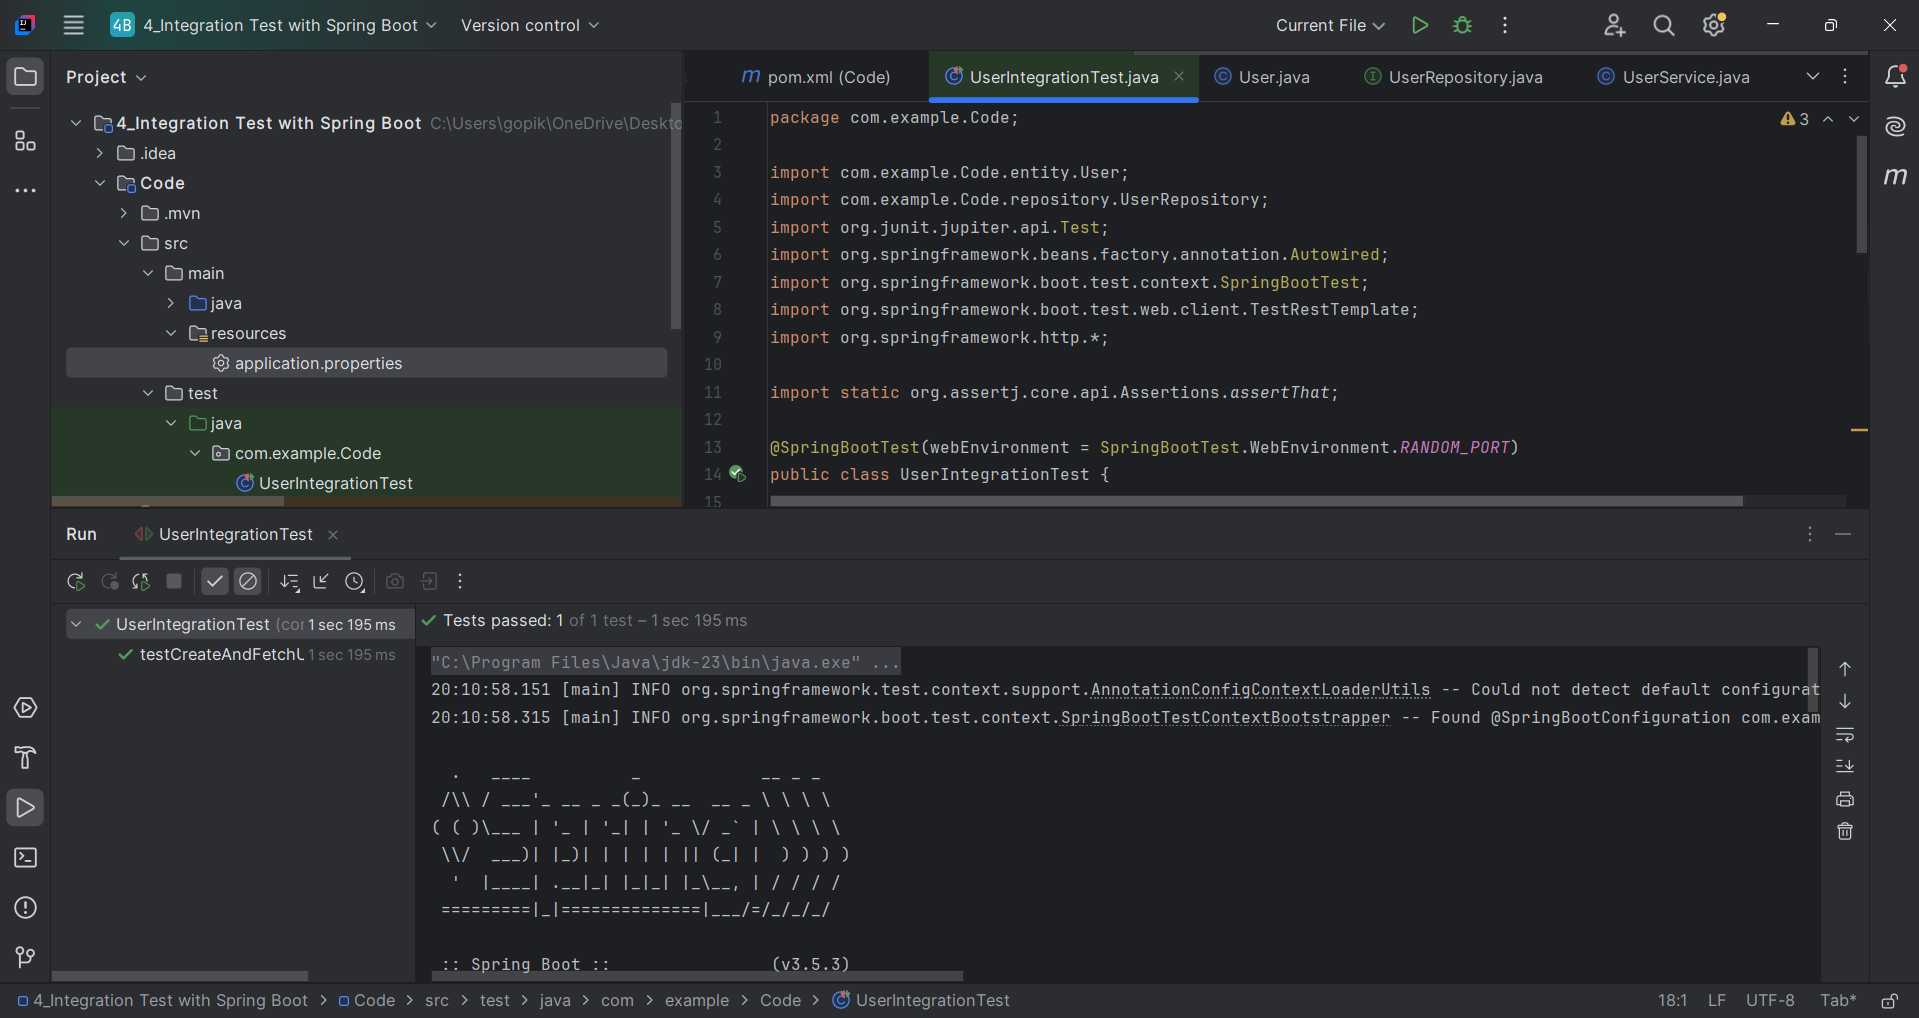 4B 4_Integration Test with Spring Boot Version control Current File
Project
pom.xml (Code) UserIntegrationTest.java User.java UserRepository.java UserService.java
4_Integration Test with Spring Boot C:\Users\gopik\OneDrive\Deskto
.idea
Code
.mvn
src
main
java
resources
application.properties
test
java
com.example.Code
UserIntegrationTest
3
1 package com.example.Code;
2
3 import com.example.Code.entity.User;
4 import com.example.Code.repository.UserRepository;
5 import org.junit.jupiter.api.Test;
6 import org.springframework.beans.factory.annotation.Autowired;
7 import org.springframework.boot.test.context.SpringBootTest;
8 import org.springframework.boot.test.web.client.TestRestTemplate;
9 import org.springframework.http.*;
10
11 import static org.assertj.core.api.Assertions.assertThat;
12
13 @SpringBootTest(webEnvironment = SpringBootTest.WebEnvironment.RANDOM_PORT)
14 public class UserIntegrationTest {
15
Run UserIntegrationTest
UserIntegrationTest (cor 1 sec 195 ms
testCreateAndFetchU 1 sec 195 ms
Tests passed: 1 of 1 test – 1 sec 195 ms
"C:\Program Files\Java\jdk-23\bin\java.exe" ...
20:10:58.151 [main] INFO org.springframework.test.context.support.AnnotationConfigContextLoaderUtils -- Could not detect default configurat
20:10:58.315 [main] INFO org.springframework.boot.test.context.SpringBootTestContextBootstrapper -- Found @SpringBootConfiguration com.exam
  .   ____          _            __ _ _
 /\\ / ___'_ __ _ _(_)_ __  __ _ \ \ \ \
( ( )\___ | '_ | '_| | '_ \/ _` | \ \ \ \
 \\/  ___)| |_)| | | | | || (_| |  ) ) ) )
  '  |____| .__|_| |_|_| |_\__, | / / / /
 =========|_|==============|___/=/_/_/_/
 :: Spring Boot ::                (v3.5.3)
4_Integration Test with Spring Boot > Code > src > test > java > com > example > Code > UserIntegrationTest 18:1 LF UTF-8 Tab*